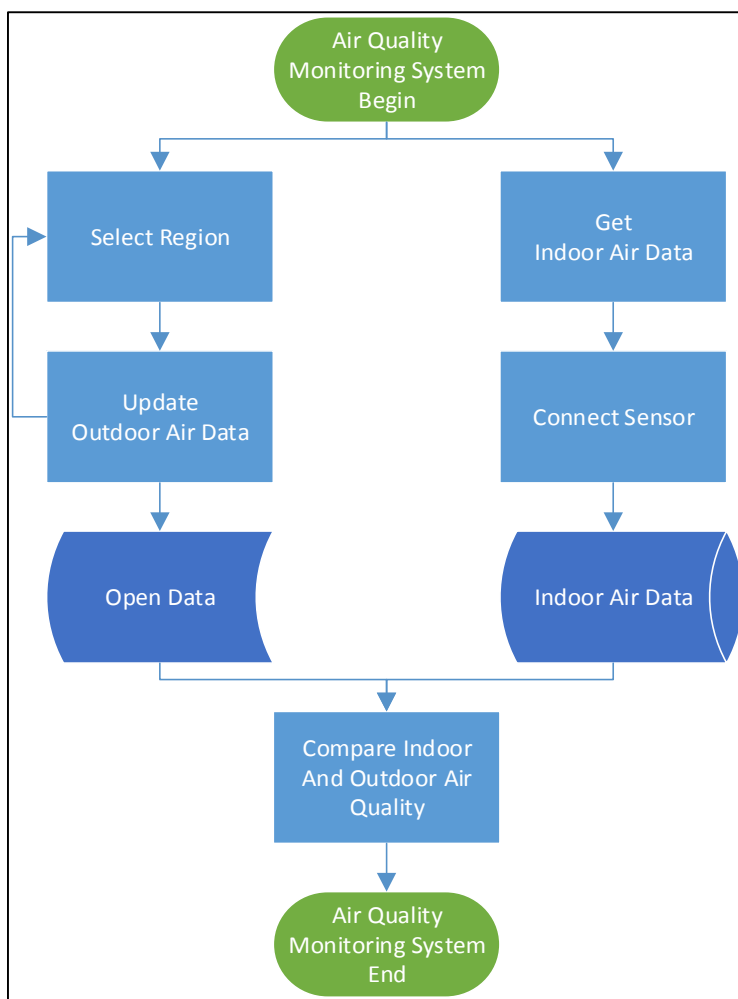 Air Quality
Monitoring System
Begin
Select Region
Get
Indoor Air Data
Update
Outdoor Air Data
Connect Sensor
Open Data
Indoor Air Data
Compare Indoor
And Outdoor Air
Quality
Air Quality
Monitoring System
End